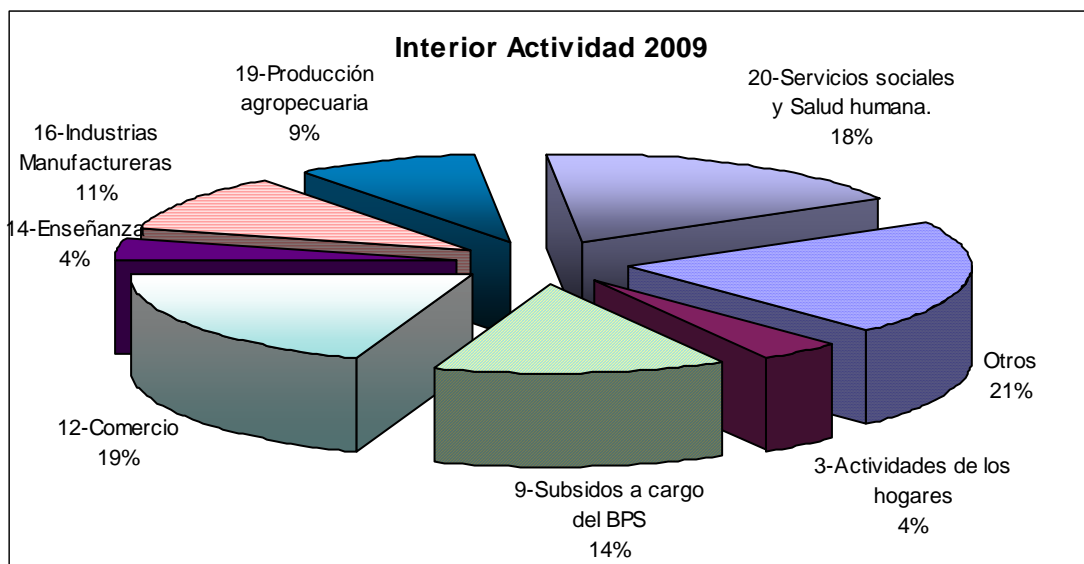 Interior Actividad 2009
19-Producción
agropecuaria
9%
20-Servicios sociales
y Salud humana.
18%
16-Industrias
Manufactureras
11%
14-Enseñanza
4%
Otros
21%
12-Comercio
19%
3-Actividades de los
hogares
4%
9-Subsidos a cargo
del BPS
14%